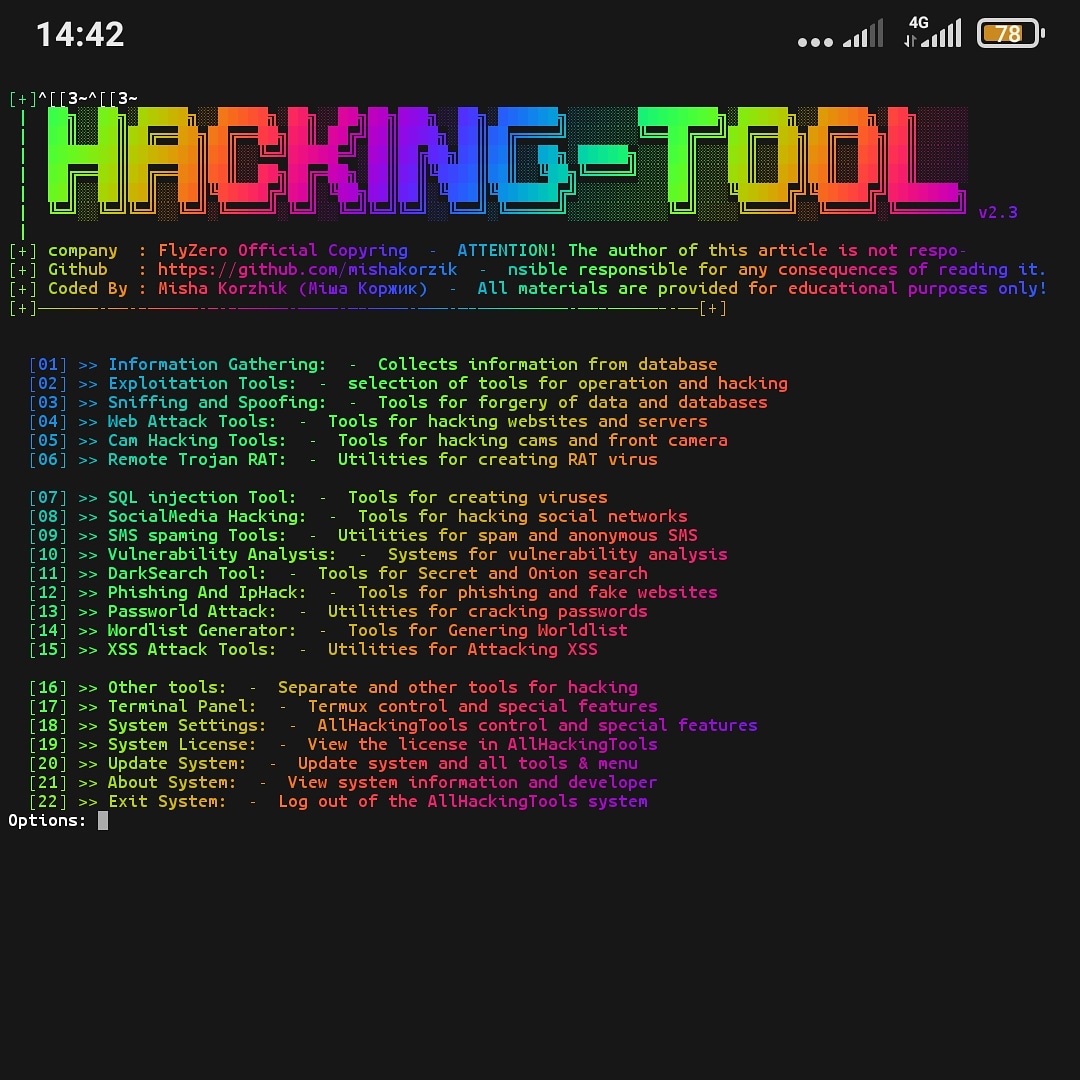 14:42
4G
78
[+]^[[3~^[[3~
HACKING-TOOL
v2.3
[+] company : FlyZero Official Copyring - ATTENTION! The author of this article is not respo-
[+] Github : https://github.com/mishakorzik - nsible responsible for any consequences of reading it.
[+] Coded By : Misha Korzhik (Міша Коржик) - All materials are provided for educational purposes only!
[+]——————————————————————————————[+]
[01] >> Information Gathering: - Collects information from database
[02] >> Exploitation Tools: - selection of tools for operation and hacking
[03] >> Sniffing and Spoofing: - Tools for forgery of data and databases
[04] >> Web Attack Tools: - Tools for hacking websites and servers
[05] >> Cam Hacking Tools: - Tools for hacking cams and front camera
[06] >> Remote Trojan RAT: - Utilities for creating RAT virus
[07] >> SQL injection Tool: - Tools for creating viruses
[08] >> SocialMedia Hacking: - Tools for hacking social networks
[09] >> SMS spaming Tools: - Utilities for spam and anonymous SMS
[10] >> Vulnerability Analysis: - Systems for vulnerability analysis
[11] >> DarkSearch Tool: - Tools for Secret and Onion search
[12] >> Phishing And IpHack: - Tools for phishing and fake websites
[13] >> Passworld Attack: - Utilities for cracking passwords
[14] >> Wordlist Generator: - Tools for Genering Worldlist
[15] >> XSS Attack Tools: - Utilities for Attacking XSS
[16] >> Other tools: - Separate and other tools for hacking
[17] >> Terminal Panel: - Termux control and special features
[18] >> System Settings: - AllHackingTools control and special features
[19] >> System License: - View the license in AllHackingTools
[20] >> Update System: - Update system and all tools & menu
[21] >> About System: - View system information and developer
[22] >> Exit System: - Log out of the AllHackingTools system
Options: